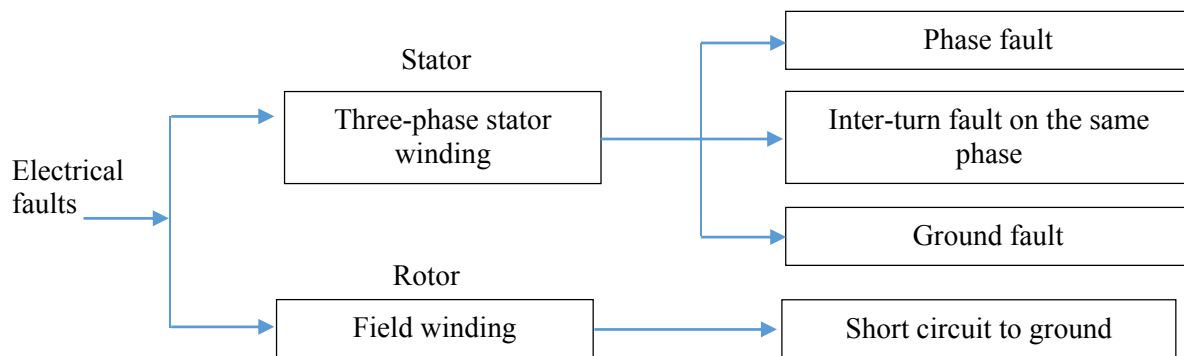 Electrical
faults
Stator
Three-phase stator
winding
Phase fault
Inter-turn fault on the same
phase
Ground fault
Rotor
Field winding
Short circuit to ground